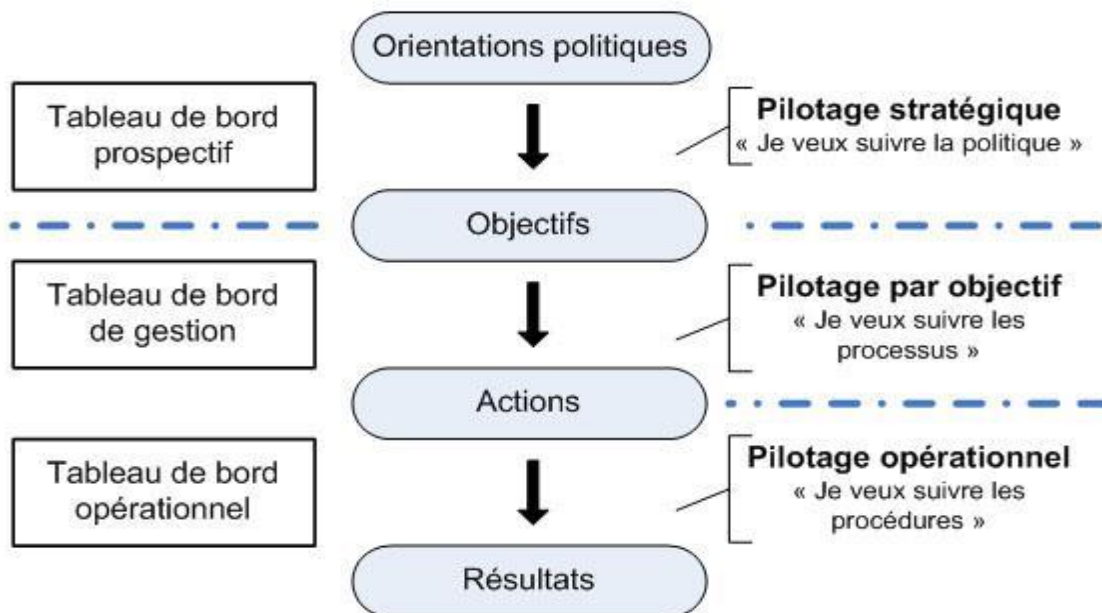 Orientations politiques
Tableau de bord
prospectif
Pilotage stratégique
« Je veux suivre la politique »
Objectifs
Tableau de bord
de gestion
Pilotage par objectif
« Je veux suivre les
processus »
Actions
Tableau de bord
opérationnel
Pilotage opérationnel
« Je veux suivre les
procédures »
Résultats